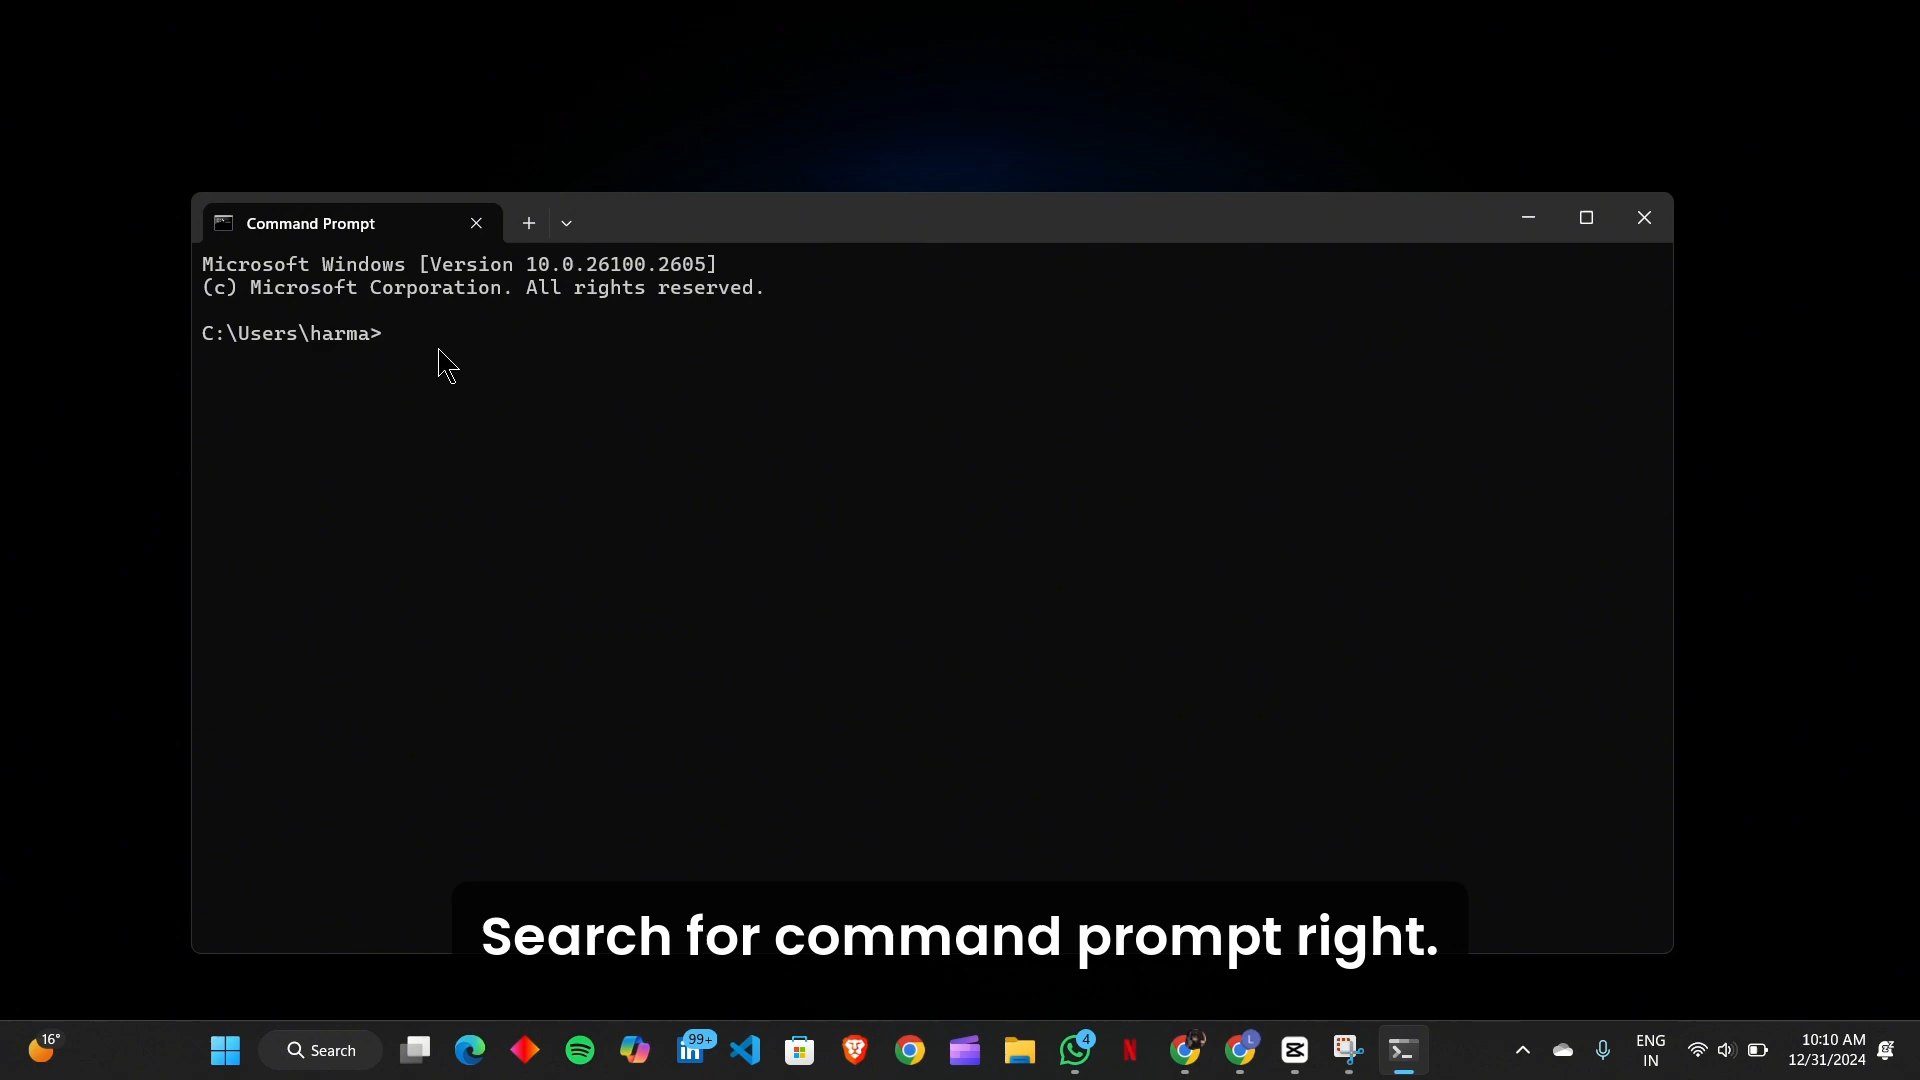 Command Prompt
Microsoft Windows [Version 10.0.26100.2605]
(c) Microsoft Corporation. All rights reserved.
C:\Users\harma>
Search for command prompt right.
16°
Search
99+
4
L
ENG
IN
10:10 AM
12/31/2024